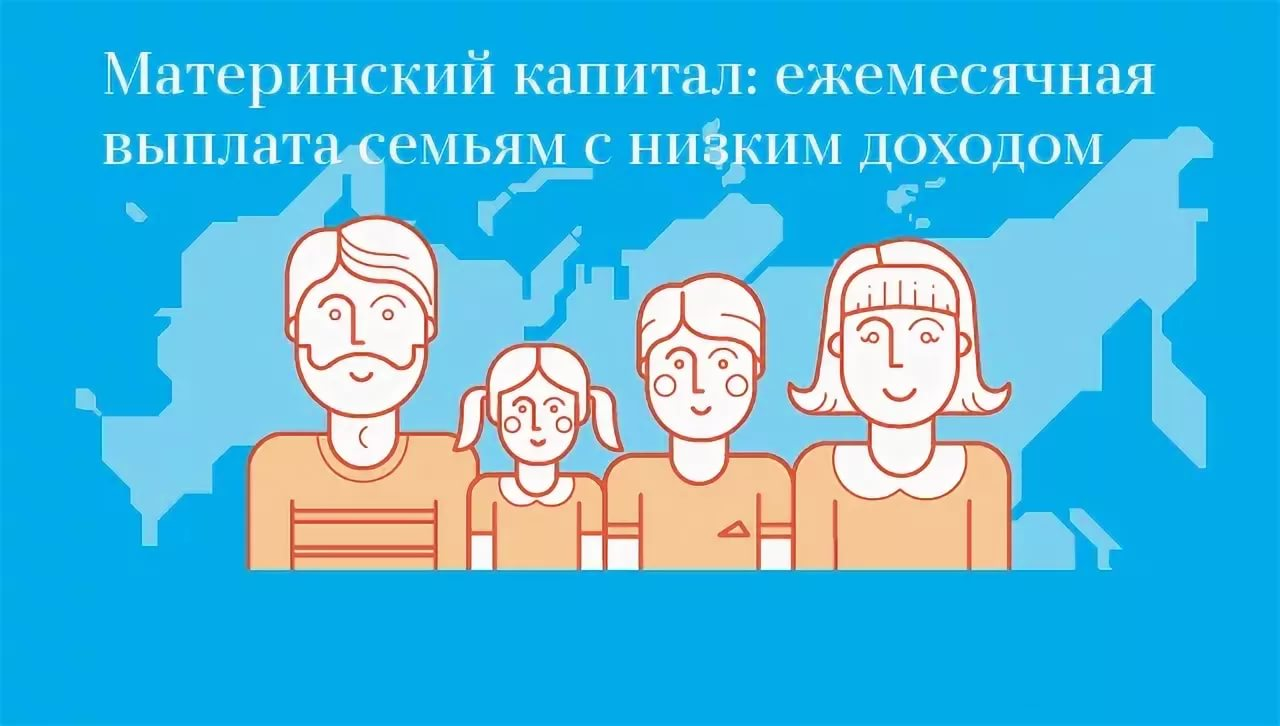 Материнский капитал: ежемесячная
выплата семьям с низким доходом